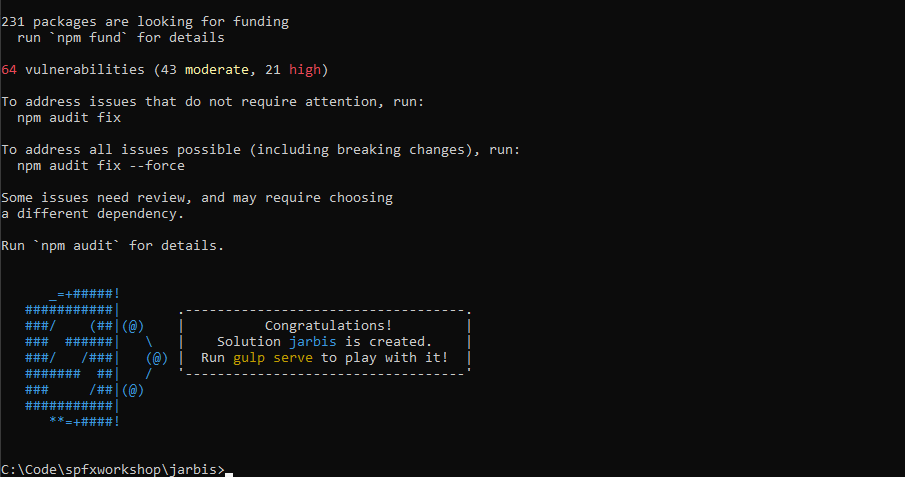 231 packages are looking for funding
  run `npm fund` for details
64 vulnerabilities (43 moderate, 21 high)
To address issues that do not require attention, run:
  npm audit fix
To address all issues possible (including breaking changes), run:
  npm audit fix --force
Some issues need review, and may require choosing
a different dependency.
Run `npm audit` for details.
      _=+#####!
   ###########|       .-----------------------------------.
   ###/    (##|(@)    |          Congratulations!         |
   ###  ######|   \   |    Solution jarbis is created.    |
   ###/   /###|   (@) |  Run gulp serve to play with it!  |
   #######  ##|   /   '-----------------------------------'
   ###     /##|(@)
   ###########|
      **=+####!
C:\Code\spfxworkshop\jarbis>